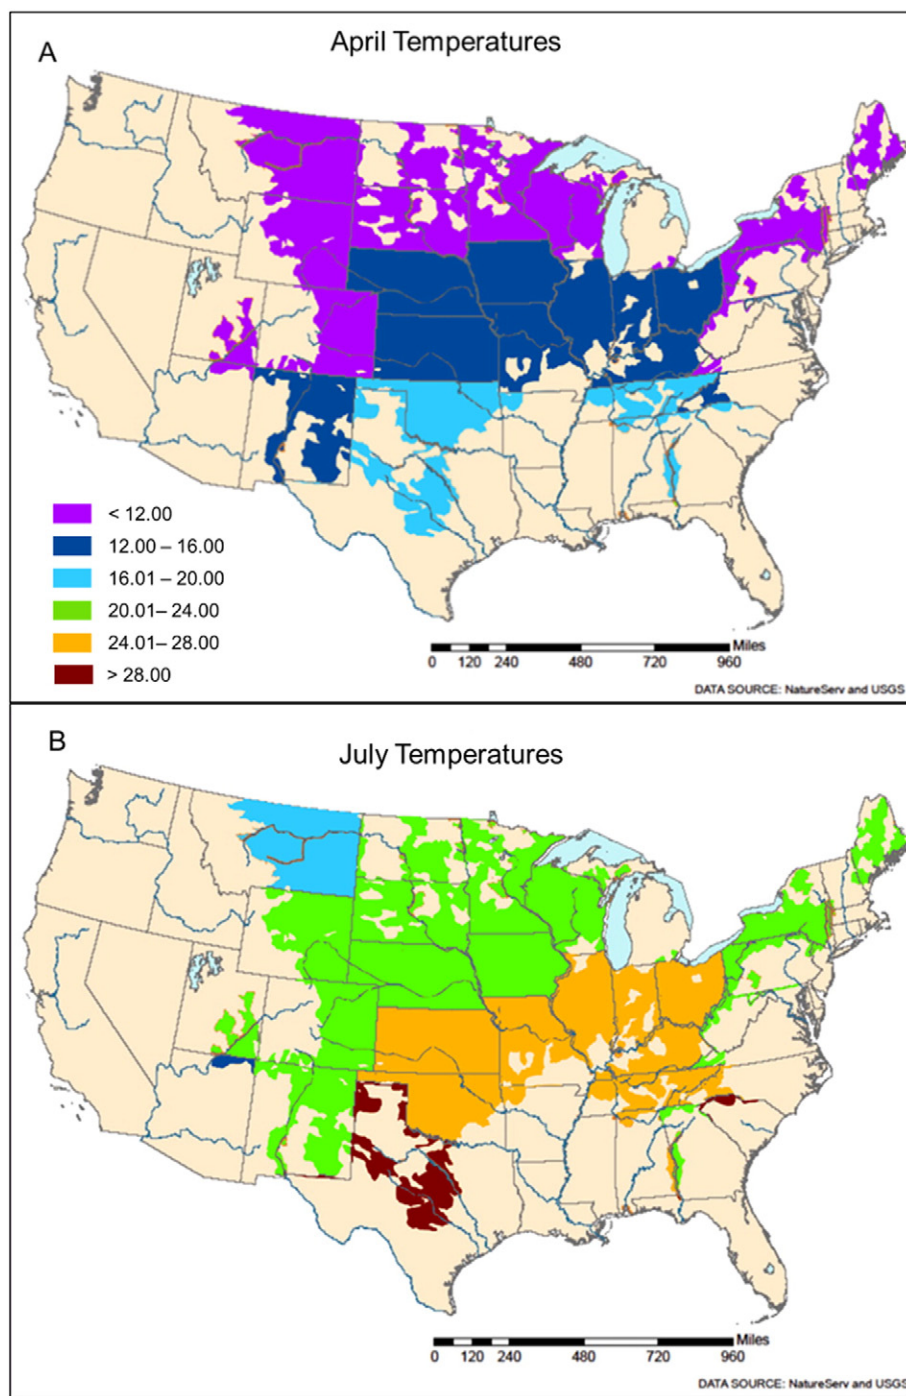 A
April Temperatures
< 12.00
12.00 – 16.00
16.01 – 20.00
20.01– 24.00
24.01– 28.00
> 28.00
Miles
0 120 240 480 720 960
DATA SOURCE: NatureServ and USGS
B
July Temperatures
Miles
0 120 240 480 720 960
DATA SOURCE: NatureServ and USGS